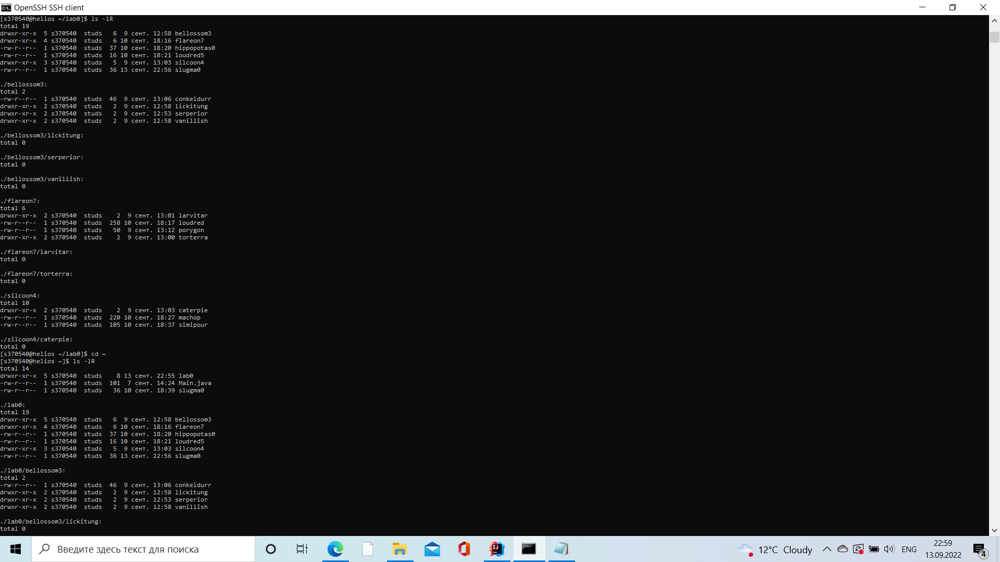 OpenSSH SSH client
[s370540@helios ~/lab0]$ ls -lR
total 19
drwxr-xr-x  5 s370540  studs   6  9 сент. 12:58 bellossom3
drwxr-xr-x  4 s370540  studs   6 10 сент. 18:16 flareon7
-rw-r--r--  1 s370540  studs  37 10 сент. 18:20 hippopotas0
-rw-r--r--  1 s370540  studs  16 10 сент. 18:21 loudred5
drwxr-xr-x  3 s370540  studs   5  9 сент. 13:03 silcoon4
-rw-r--r--  1 s370540  studs  36 13 сент. 22:56 slugma0
./bellossom3:
total 2
-rw-r--r--  1 s370540  studs  46  9 сент. 13:06 conkeldurr
drwxr-xr-x  2 s370540  studs   2  9 сент. 12:58 lickitung
drwxr-xr-x  2 s370540  studs   2  9 сент. 12:53 serperior
drwxr-xr-x  2 s370540  studs   2  9 сент. 12:58 vanillish
./bellossom3/lickitung:
total 0
./bellossom3/serperior:
total 0
./bellossom3/vanillish:
total 0
./flareon7:
total 6
drwxr-xr-x  2 s370540  studs    2  9 сент. 13:01 larvitar
-rw-r--r--  1 s370540  studs  258 10 сент. 18:17 loudred
-rw-r--r--  1 s370540  studs   50  9 сент. 13:12 porygon
drwxr-xr-x  2 s370540  studs    2  9 сент. 13:00 torterra
./flareon7/larvitar:
total 0
./flareon7/torterra:
total 0
./silcoon4:
total 10
drwxr-xr-x  2 s370540  studs    2  9 сент. 13:03 caterpie
-rw-r--r--  1 s370540  studs  220 10 сент. 18:27 machop
-rw-r--r--  1 s370540  studs  105 10 сент. 18:37 simipour
./silcoon4/caterpie:
total 0
[s370540@helios ~/lab0]$ cd ~
[s370540@helios ~]$ ls -lR
total 14
drwxr-xr-x  5 s370540  studs    8 13 сент. 22:55 lab0
-rw-r--r--  1 s370540  studs  101  7 сент. 14:24 Main.java
-rw-r--r--  1 s370540  studs   36 10 сент. 18:39 slugma0
./lab0:
total 19
drwxr-xr-x  5 s370540  studs   6  9 сент. 12:58 bellossom3
drwxr-xr-x  4 s370540  studs   6 10 сент. 18:16 flareon7
-rw-r--r--  1 s370540  studs  37 10 сент. 18:20 hippopotas0
-rw-r--r--  1 s370540  studs  16 10 сент. 18:21 loudred5
drwxr-xr-x  3 s370540  studs   5  9 сент. 13:03 silcoon4
-rw-r--r--  1 s370540  studs  36 13 сент. 22:56 slugma0
./lab0/bellossom3:
total 2
-rw-r--r--  1 s370540  studs  46  9 сент. 13:06 conkeldurr
drwxr-xr-x  2 s370540  studs   2  9 сент. 12:58 lickitung
drwxr-xr-x  2 s370540  studs   2  9 сент. 12:53 serperior
drwxr-xr-x  2 s370540  studs   2  9 сент. 12:58 vanillish
./lab0/bellossom3/lickitung:
total 0
Введите здесь текст для поиска
12°C Cloudy
ENG
22:59
13.09.2022
4